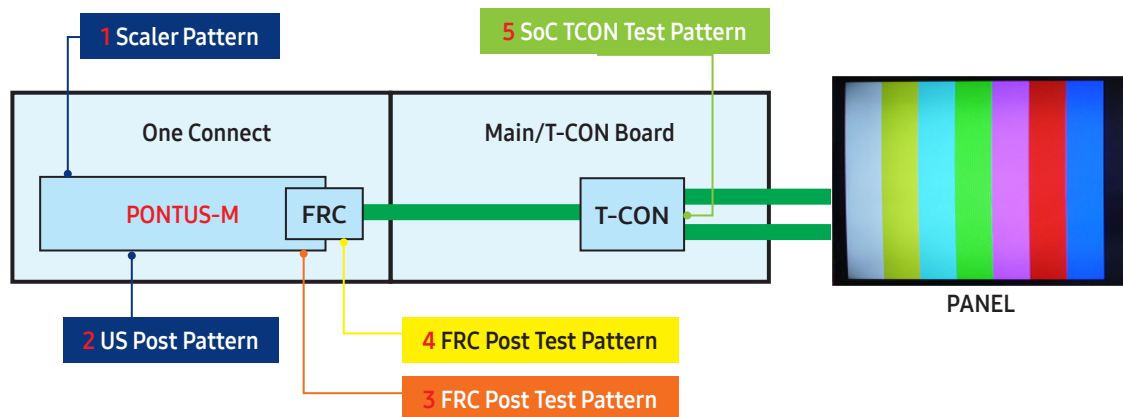 1 Scaler Pattern
5 SoC TCON Test Pattern
One Connect
Main/T-CON Board
PONTUS-M
FRC
T-CON
PANEL
2 US Post Pattern
4 FRC Post Test Pattern
3 FRC Post Test Pattern